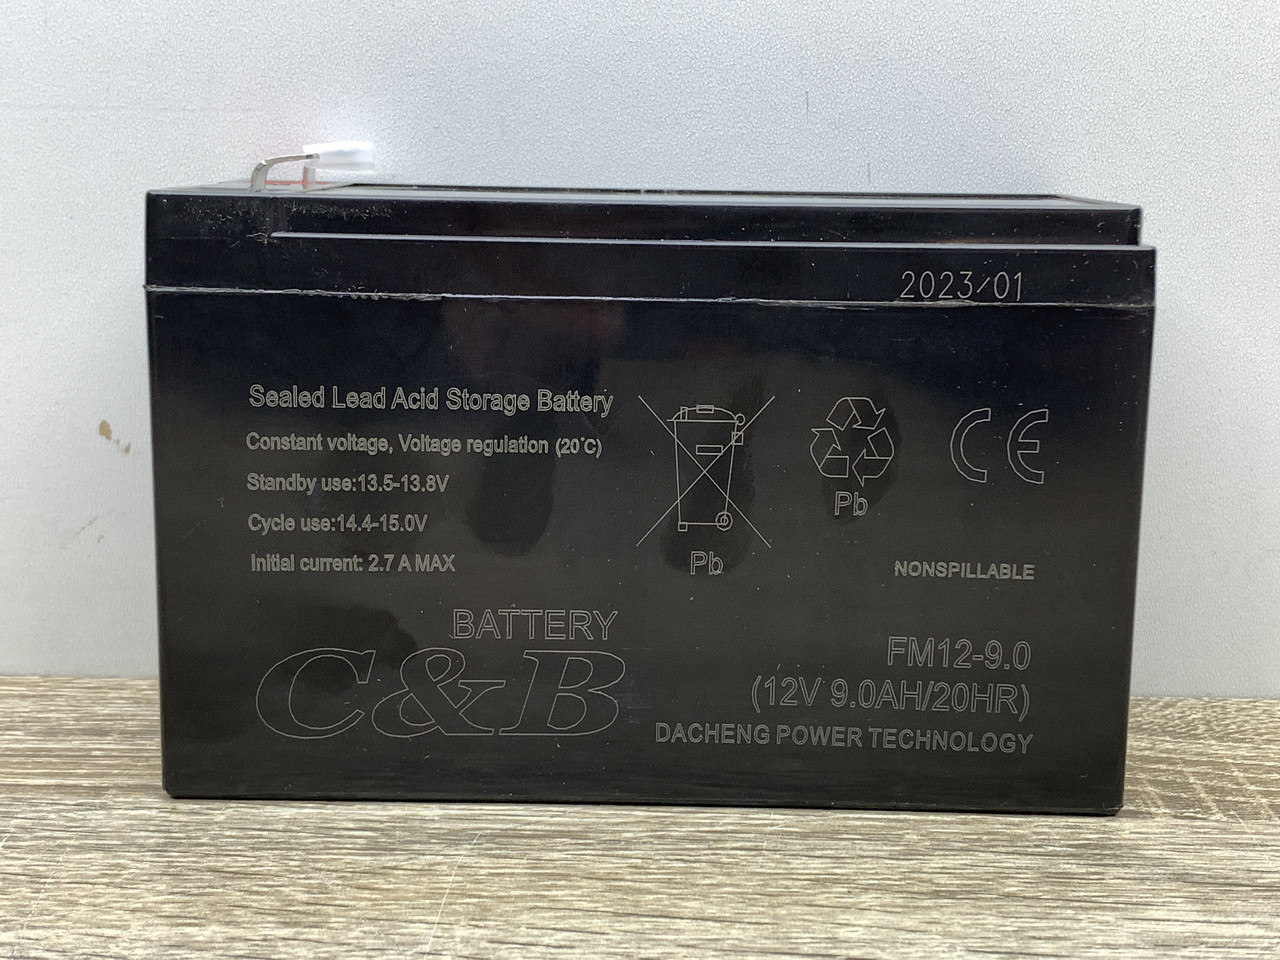 2023/01
Sealed Lead Acid Storage Battery
Constant voltage, Voltage regulation (20°C)
Standby use:13.5-13.8V
Cycle use:14.4-15.0V
Initial current: 2.7 A MAX
Pb
Pb
CE
NONSPILLABLE
BATTERY
C&B
FM12-9.0
(12V 9.0AH/20HR)
DACHENG POWER TECHNOLOGY